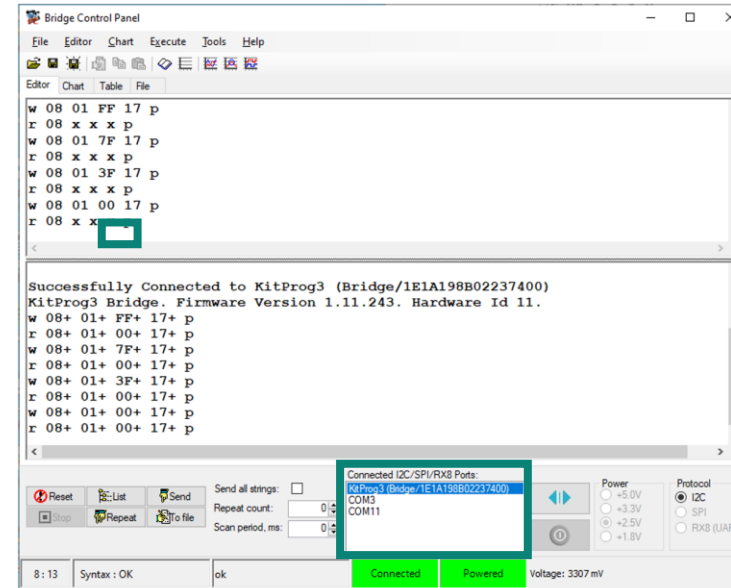 Bridge Control Panel
File Editor Chart Execute Tools Help
Editor Chart Table File
w 08 01 FF 17 p
r 08 x x x p
w 08 01 7F 17 p
r 08 x x x p
w 08 01 3F 17 p
r 08 x x x p
w 08 01 00 17 p
r 08 x x
Successfully Connected to KitProg3 (Bridge/1E1A198B02237400)
KitProg3 Bridge. Firmware Version 1.11.243. Hardware Id 11.
w 08+ 01+ FF+ 17+ p
r 08+ 01+ 00+ 17+ p
w 08+ 01+ 7F+ 17+ p
r 08+ 01+ 00+ 17+ p
w 08+ 01+ 3F+ 17+ p
r 08+ 01+ 00+ 17+ p
w 08+ 01+ 00+ 17+ p
r 08+ 01+ 00+ 17+ p
Reset List Send
Stop Repeat To file
Send all strings:
Repeat count: 0
Scan period, ms: 0
Connected I2C/SPI/RX8 Ports:
KitProg3 (Bridge/1E1A198B02237400)
COM3
COM11
Power
+5.0V
+3.3V
+2.5V
+1.8V
Protocol
I2C
SPI
RX8 (UAR
8:13 Syntax : OK ok Connected Powered Voltage: 3307 mV